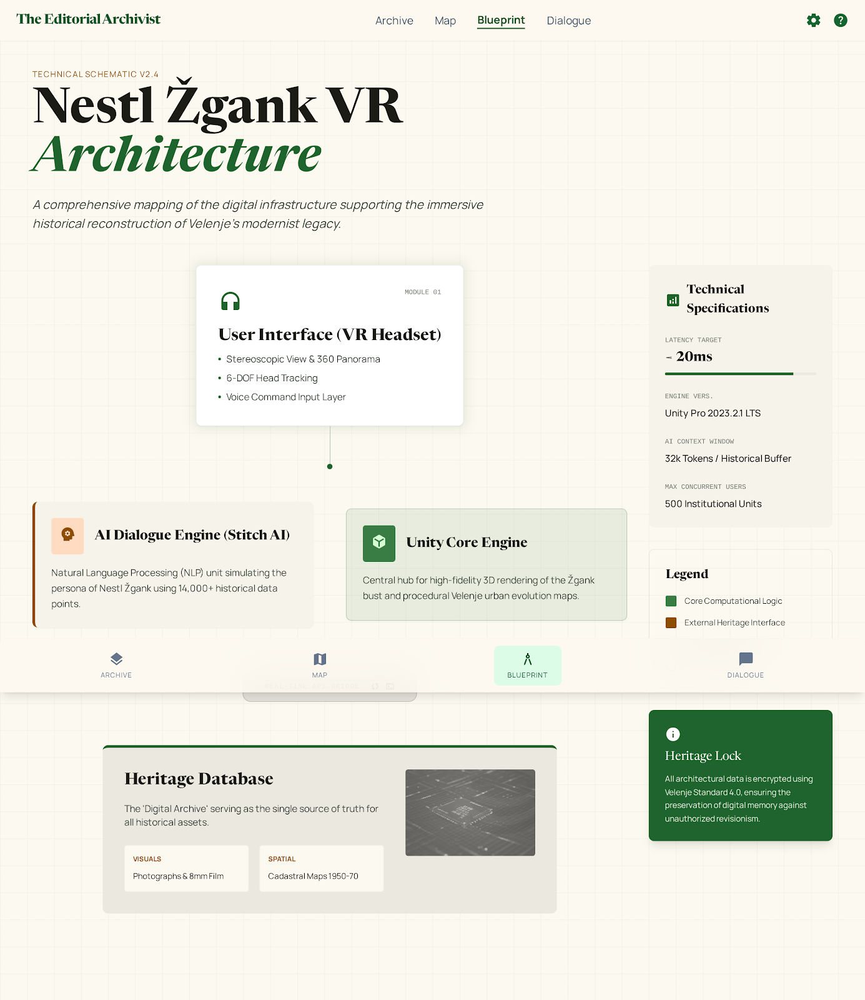 The Editorial Archivist
Archive
Map
Blueprint
Dialogue
TECHNICAL SCHEMATIC V2.4
Nestl Žgank VR
Architecture
A comprehensive mapping of the digital infrastructure supporting the immersive
historical reconstruction of Velenje's modernist legacy.
MODULE 01
User Interface (VR Headset)
• Stereoscopic View & 360 Panorama
• 6-DOF Head Tracking
• Voice Command Input Layer
AI Dialogue Engine (Stitch AI)
Natural Language Processing (NLP) unit simulating the
persona of Nestl Žgank using 14,000+ historical data
points.
Unity Core Engine
Central hub for high-fidelity 3D rendering of the Žgank
bust and procedural Velenje urban evolution maps.
Technical
Specifications
LATENCY TARGET
20ms
ENGINE VERS.
Unity Pro 2023.2.1 LTS
AI CONTEXT WINDOW
32k Tokens / Historical Buffer
MAX CONCURRENT USERS
500 Institutional Units
Legend
Core Computational Logic
External Heritage Interface
ARCHIVE
MAP
BLUEPRINT
DIALOGUE
Heritage Database
The 'Digital Archive' serving as the single source of truth for
all historical assets.
VISUALS
Photographs & 8mm Film
SPATIAL
Cadastral Maps 1950-70
Heritage Lock
All architectural data is encrypted using
Velenje Standard 4.0, ensuring the
preservation of digital memory against
unauthorized revisionism.